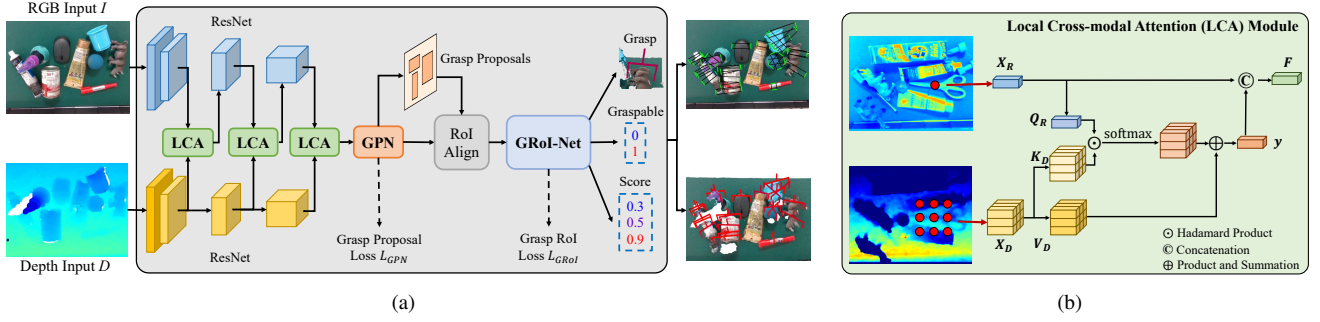 RGB Input I
ResNet
Grasp Proposals
LCA
LCA
LCA
GPN
RoI
Align
GRoI-Net
Grasp
Graspable
0
1
Score
0.3
0.5
0.9
Depth Input D
ResNet
Grasp Proposal
Loss L_GPN
Grasp RoI
Loss L_GRoI
(a)
Local Cross-modal Attention (LCA) Module
X_R
F
©
Q_R
softmax
⊙
K_D
⊕
y
X_D
V_D
⊙ Hadamard Product
© Concatenation
⊕ Product and Summation
(b)